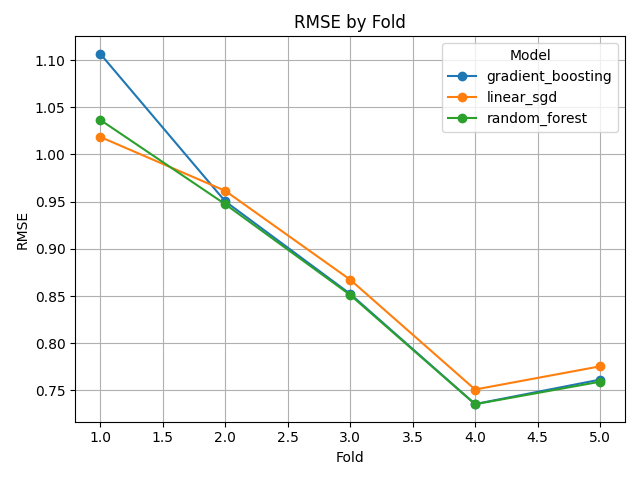 RMSE by Fold
1.10
1.05
1.00
0.95
0.90
0.85
0.80
0.75
RMSE
Model
gradient_boosting
linear_sgd
random_forest
1.0 1.5 2.0 2.5 3.0 3.5 4.0 4.5 5.0
Fold